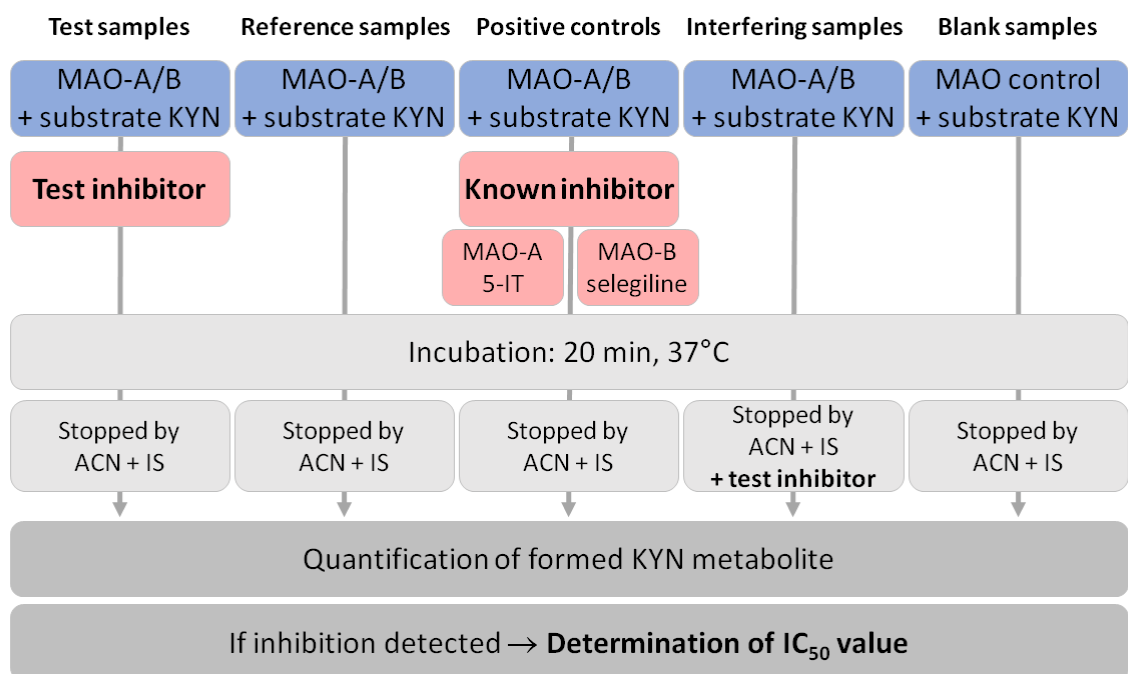 Test samples
Reference samples
Positive controls
Interfering samples
Blank samples
MAO-A/B
+ substrate KYN
MAO-A/B
+ substrate KYN
MAO-A/B
+ substrate KYN
MAO-A/B
+ substrate KYN
MAO control
+ substrate KYN
Test inhibitor
Known inhibitor
MAO-A
5-IT
MAO-B
selegiline
Incubation: 20 min, 37°C
Stopped by
ACN + IS
Stopped by
ACN + IS
Stopped by
ACN + IS
Stopped by
ACN + IS
+ test inhibitor
Stopped by
ACN + IS
Quantification of formed KYN metabolite
If inhibition detected → Determination of IC₅₀ value